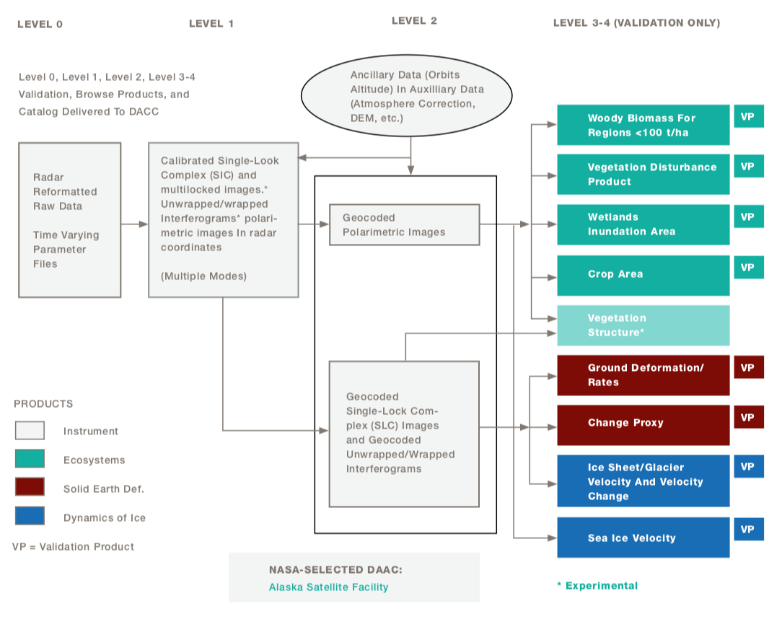 LEVEL 0
LEVEL 1
LEVEL 2
LEVEL 3-4 (VALIDATION ONLY)
Level 0, Level 1, Level 2, Level 3-4
Validation, Browse Products, and
Catalog Delivered To DACC
Ancillary Data (Orbits
Altitude) In Auxilliary Data
(Atmosphere Correction,
DEM, etc.)
Radar
Reformatted
Raw Data
Time Varying
Parameter
Files
Calibrated Single-Look
Complex (SIC) and
multilocked images.*
Unwrapped/wrapped
Interferograms* polari-
metric images In radar
coordinates
(Multiple Modes)
Geocoded
Polarimetric Images
Geocoded
Single-Lock Com-
plex (SLC) Images
and Geocoded
Unwrapped/Wrapped
Interferograms
Woody Biomass For
Regions <100 t/ha
VP
Vegetation Disturbance
Product
VP
Wetlands
Inundation Area
VP
Crop Area
VP
Vegetation
Structure*
Ground Deformation/
Rates
VP
Change Proxy
VP
Ice Sheet/Glacier
Velocity And Velocity
Change
VP
Sea Ice Velocity
VP
* Experimental
PRODUCTS
Instrument
Ecosystems
Solid Earth Def.
Dynamics of Ice
VP = Validation Product
NASA-SELECTED DAAC:
Alaska Satellite Facility